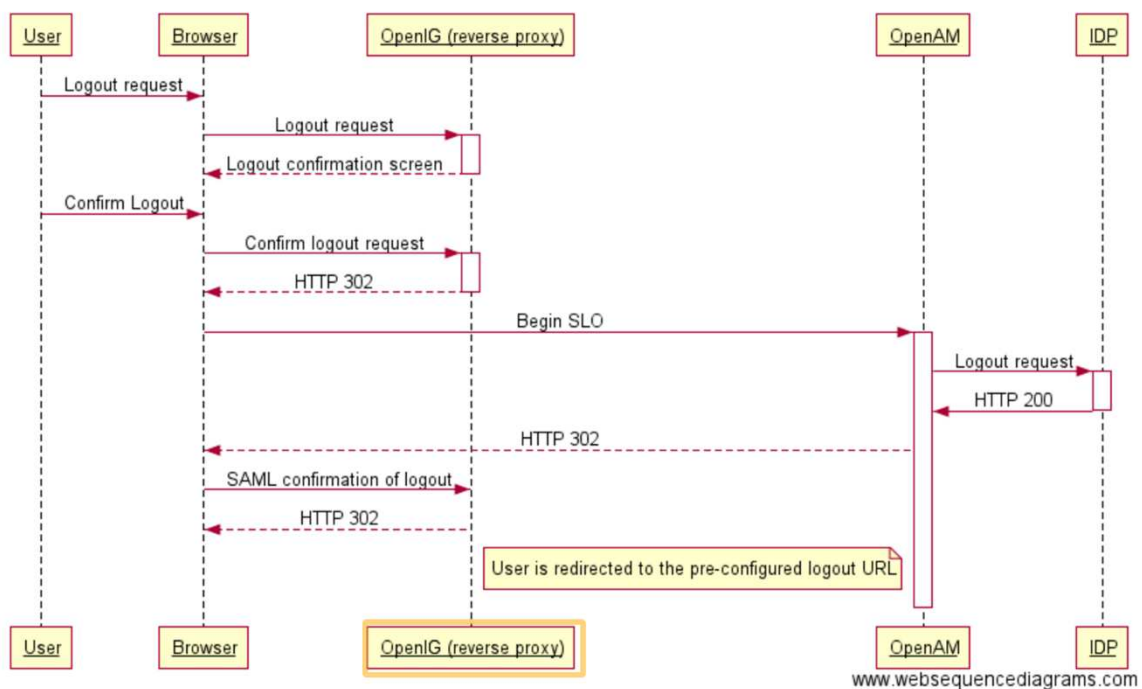 User
Browser
OpenIG (reverse proxy)
OpenAM
IDP
Logout request
Logout request
Logout confirmation screen
Confirm Logout
Confirm logout request
HTTP 302
Begin SLO
Logout request
HTTP 200
HTTP 302
SAML confirmation of logout
HTTP 302
User is redirected to the pre-configured logout URL
User
Browser
OpenIG (reverse proxy)
OpenAM
IDP
www.websequencediagrams.com